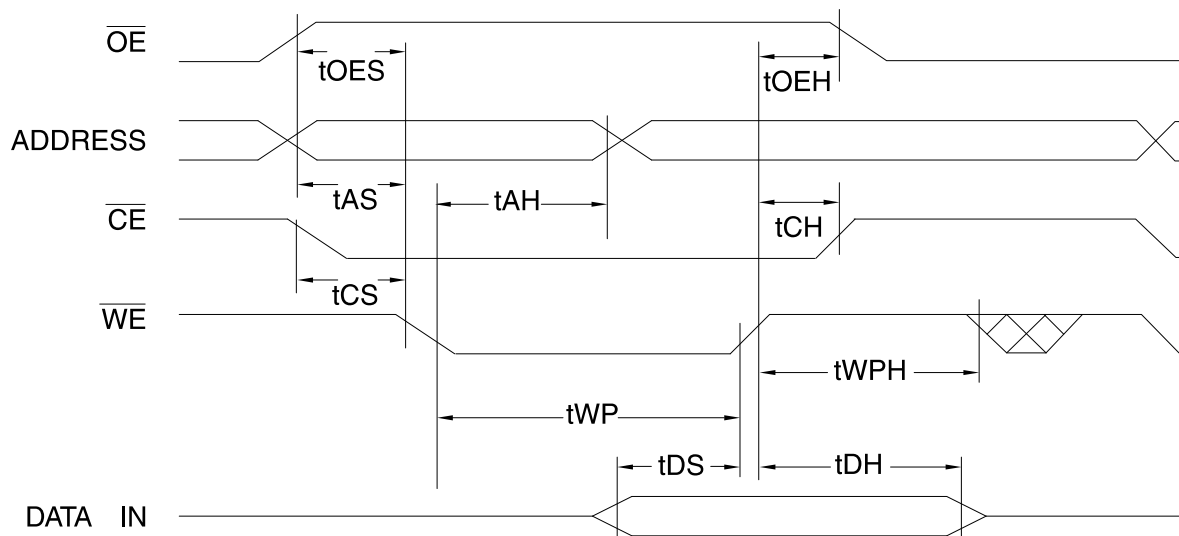 OE
tOES
tOEH
ADDRESS
tAS
tAH
CE
tCH
tCS
WE
tWPH
tWP
tDS
tDH
DATA IN